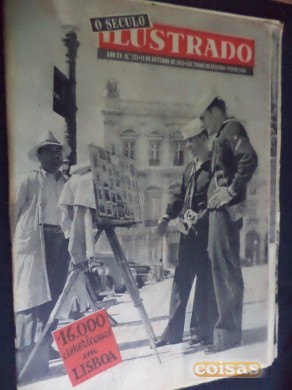 O SECULO
ILUSTRADO
16.000
americanos
em
LISBOA
coisas